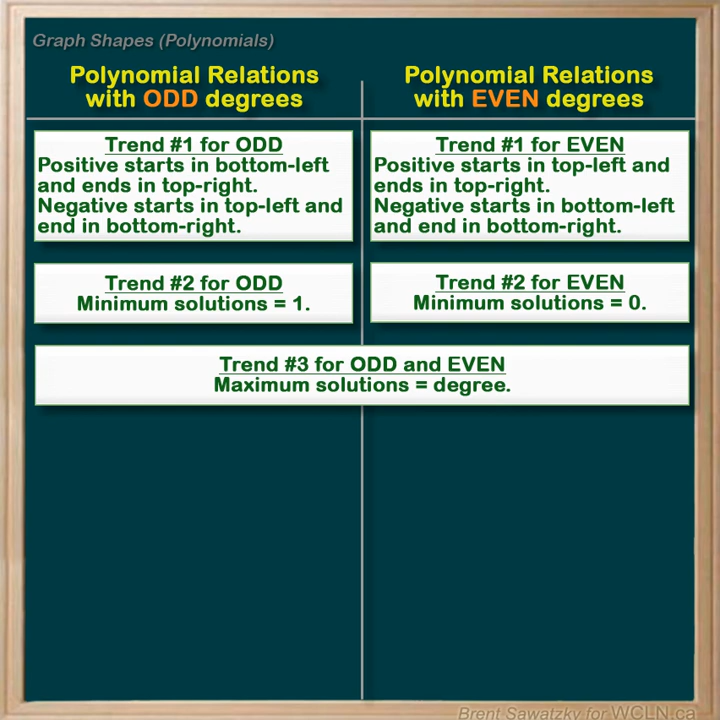 Graph Shapes (Polynomials)
Polynomial Relations
with ODD degrees
Polynomial Relations
with EVEN degrees
Trend #1 for ODD
Positive starts in bottom-left
and ends in top-right.
Negative starts in top-left and
end in bottom-right.
Trend #1 for EVEN
Positive starts in top-left and
ends in top-right.
Negative starts in bottom-left
and end in bottom-right.
Trend #2 for ODD
Minimum solutions = 1.
Trend #2 for EVEN
Minimum solutions = 0.
Trend #3 for ODD and EVEN
Maximum solutions = degree.
Brent Sawatzky for WCLN.ca